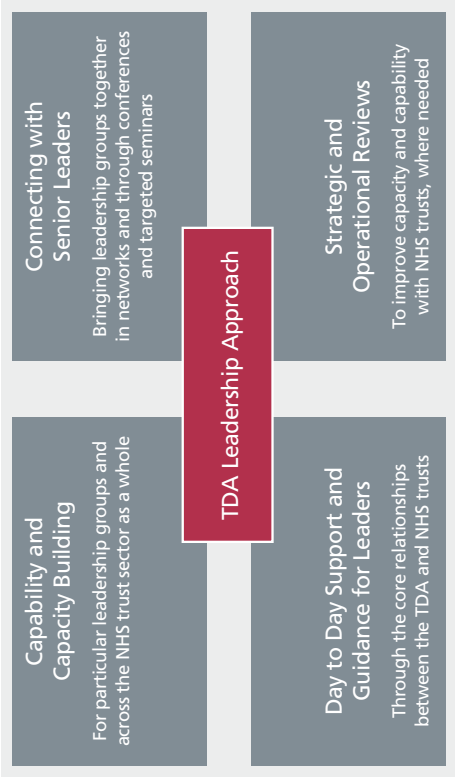 Capability and
Capacity Building
For particular leadership groups and
across the NHS trust sector as a whole
Connecting with
Senior Leaders
Bringing leadership groups together
in networks and through conferences
and targeted seminars
TDA Leadership Approach
Day to Day Support and
Guidance for Leaders
Through the core relationships
between the TDA and NHS trusts
Strategic and
Operational Reviews
To improve capacity and capability
with NHS trusts, where needed